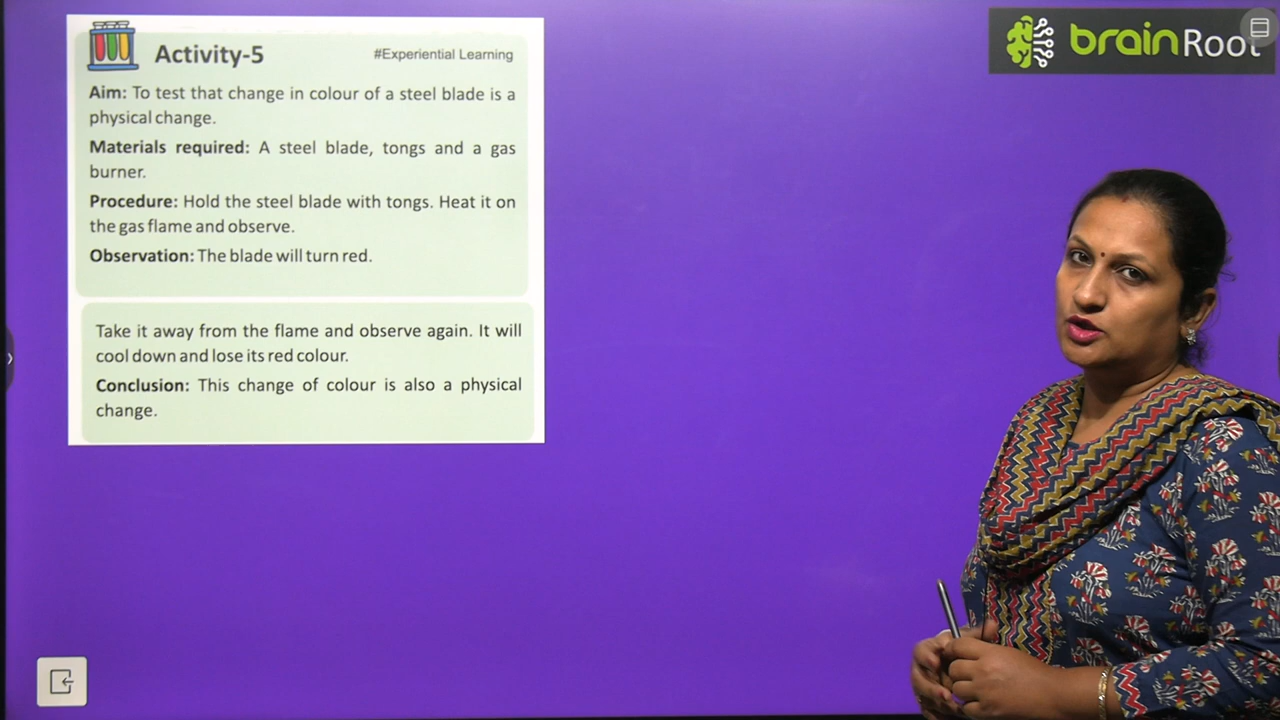 Activity-5
#Experiential Learning
Aim: To test that change in colour of a steel blade is a
physical change.
Materials required: A steel blade, tongs and a gas
burner.
Procedure: Hold the steel blade with tongs. Heat it on
the gas flame and observe.
Observation: The blade will turn red.
Take it away from the flame and observe again. It will
cool down and lose its red colour.
Conclusion: This change of colour is also a physical
change.
brainRoot